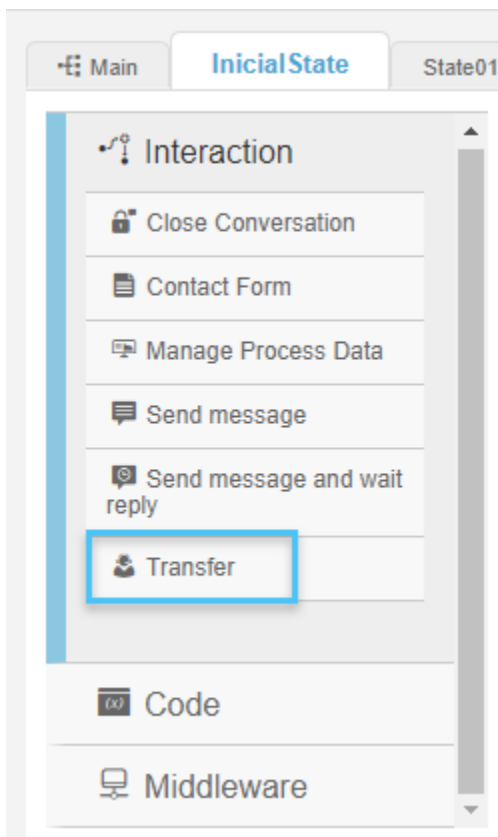 Main
InicialState
State01
Interaction
Close Conversation
Contact Form
Manage Process Data
Send message
Send message and wait
reply
Transfer
(x) Code
Middleware